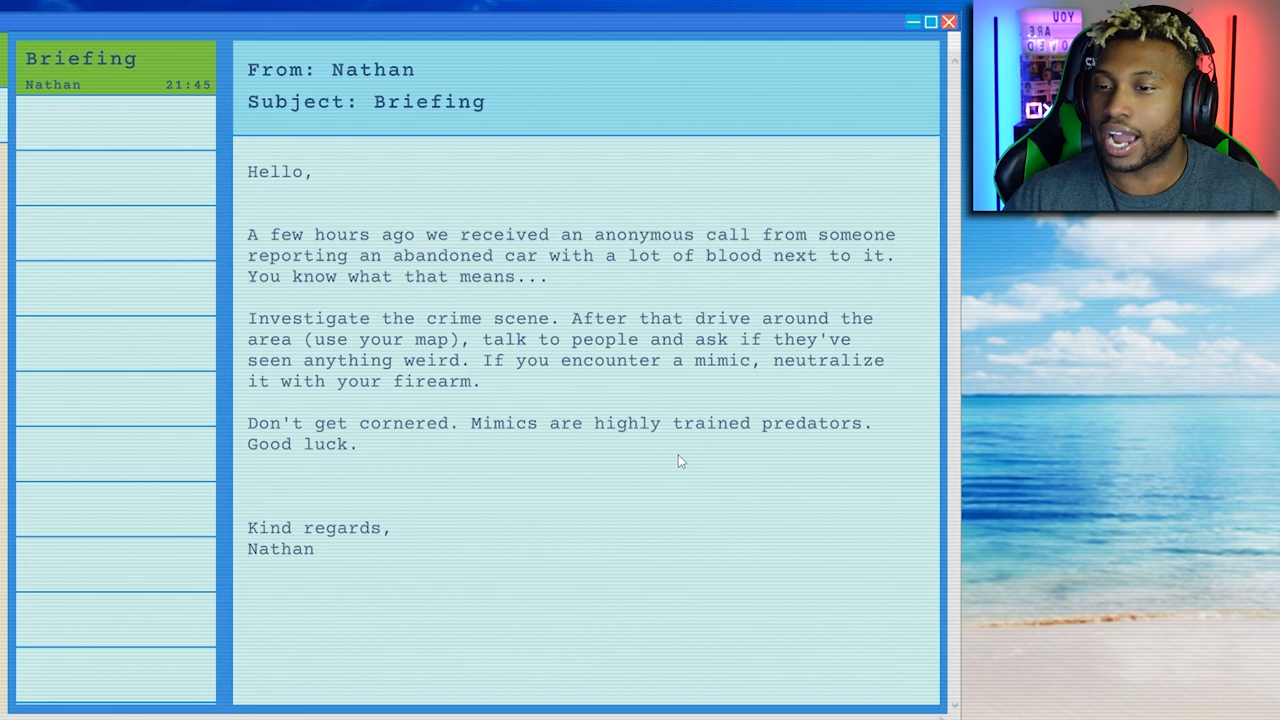 Briefing
Nathan 21:45
From: Nathan
Subject: Briefing
Hello,
A few hours ago we received an anonymous call from someone
reporting an abandoned car with a lot of blood next to it.
You know what that means...
Investigate the crime scene. After that drive around the
area (use your map), talk to people and ask if they've
seen anything weird. If you encounter a mimic, neutralize
it with your firearm.
Don't get cornered. Mimics are highly trained predators.
Good luck.
Kind regards,
Nathan
YOU
ARE